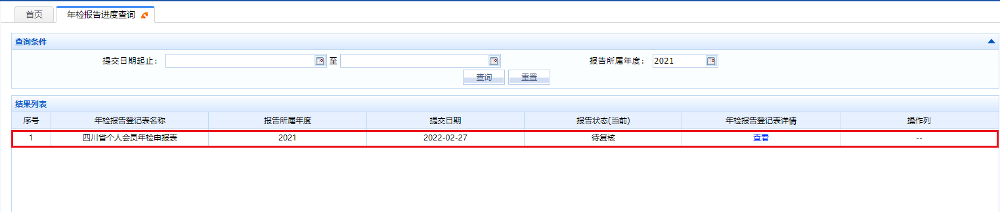 首页 年检报告进度查询
查询条件
提交日期起止： 至 报告所属年度： 2021
查询 重置
结果列表
序号 年检报告登记表名称 报告所属年度 提交日期 报告状态(当前) 年检报告登记表详情 操作列
1 四川省个人会员年检申报表 2021 2022-02-27 待复核 查看 --